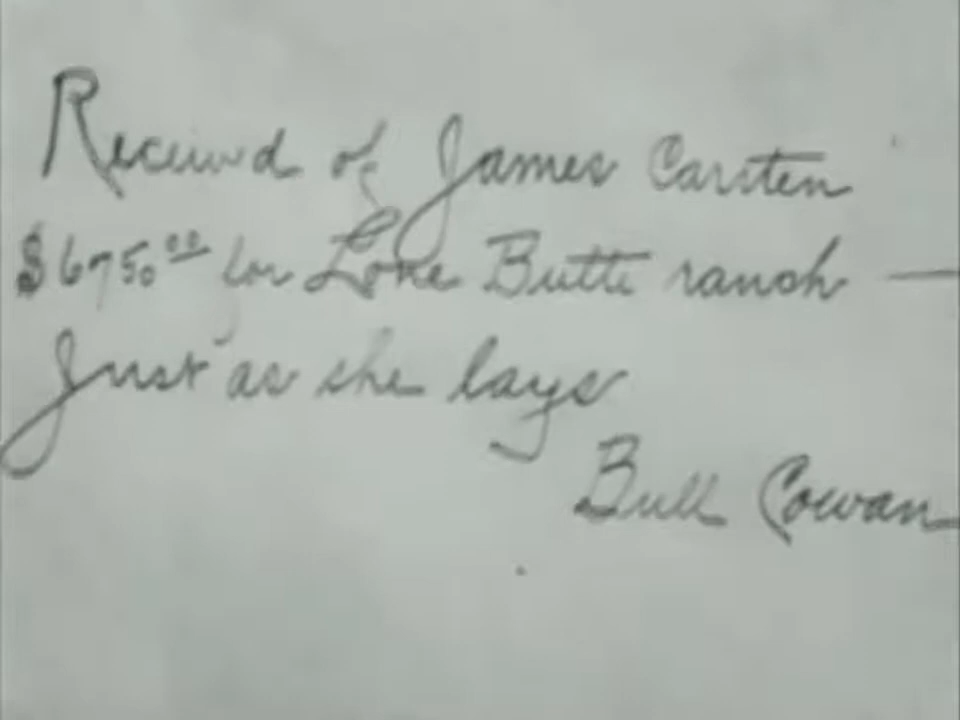 Received of James Carsten
$6750.00 for Lone Butte ranch —
Just as she lays
Bull Cowan